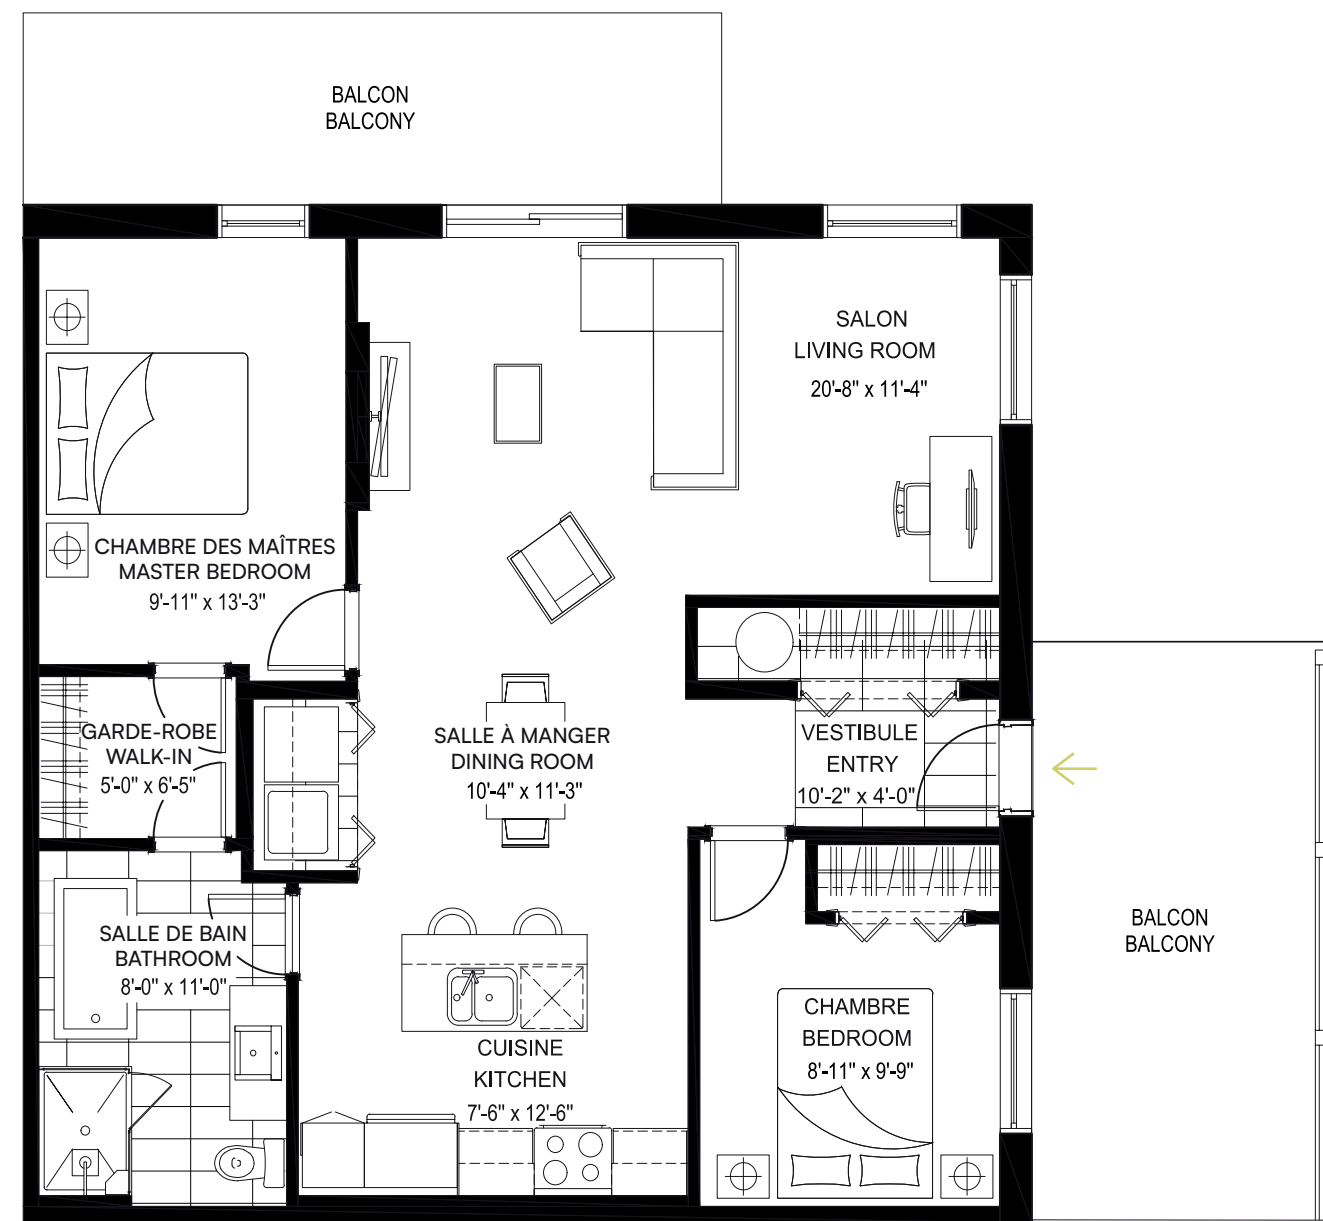 BALCON
BALCONY
SALON
LIVING ROOM
20'-8" x 11'-4"
CHAMBRE DES MAÎTRES
MASTER BEDROOM
9'-11" x 13'-3"
GARDE-ROBE
WALK-IN
5'-0" x 6'-5"
SALLE À MANGER
DINING ROOM
10'-4" x 11'-3"
VESTIBULE
ENTRY
10'-2" x 4'-0"
SALLE DE BAIN
BATHROOM
8'-0" x 11'-0"
BALCON
BALCONY
CHAMBRE
BEDROOM
8'-11" x 9'-9"
CUISINE
KITCHEN
7'-6" x 12'-6"